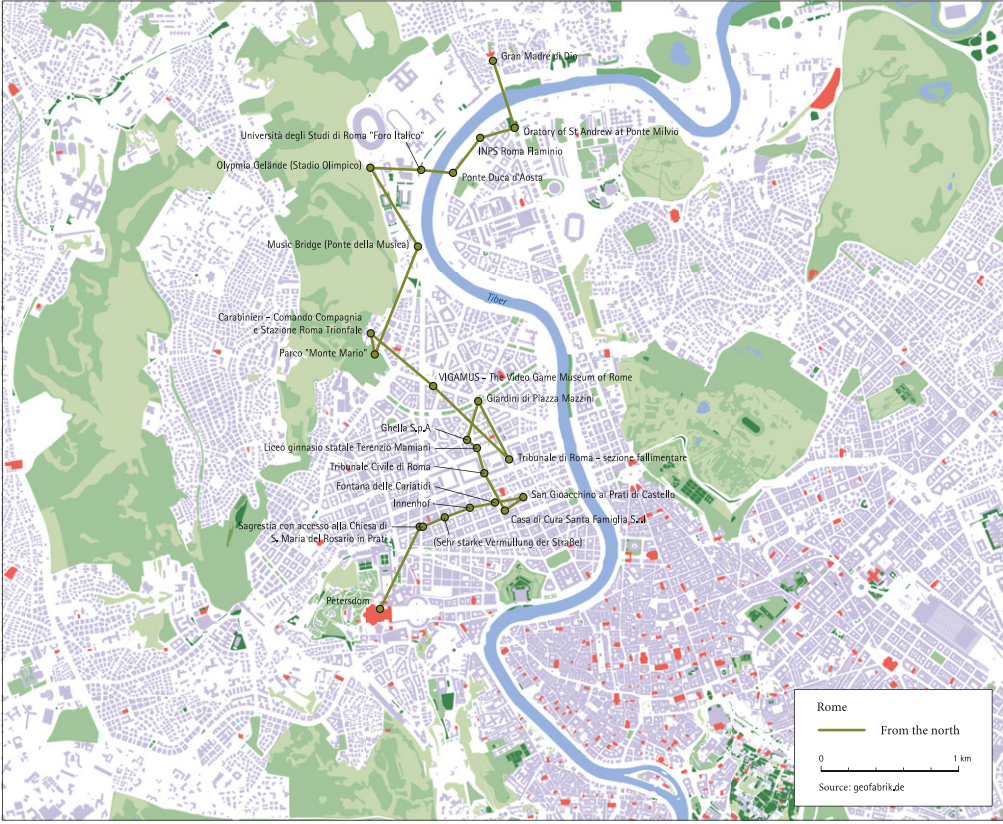 Gran Madre di Dio
Oratory of St Andrew at Ponte Milvio
Università degli Studi di Roma "Foro Italico"
INPS Roma Flaminio
Olypmia Gelände (Stadio Olimpico)
Ponte Duca d'Aosta
Music Bridge (Ponte della Musica)
Tiber
Carabinieri – Comando Compagnia
e Stazione Roma Trionfale
Parco "Monte Mario"
VIGAMUS – The Video Game Museum of Rome
Giardini di Piazza Mazzini
Ghella S.p.A
Liceo ginnasio statale Terenzio Mamiani
Tribunale di Roma – sezione fallimentare
Tribunale Civile di Roma
Fontana delle Cariatidi
San Gioacchino ai Prati di Castello
Innenhof
Casa di Cura Santa Famiglia S.r.l
Sagrestia con accesso alla Chiesa di
S. Maria del Rosario in Prati
(Sehr starke Vermüllung der Straße)
Petersdom
Rome
From the north
0 1 km
Source: geofabrik.de